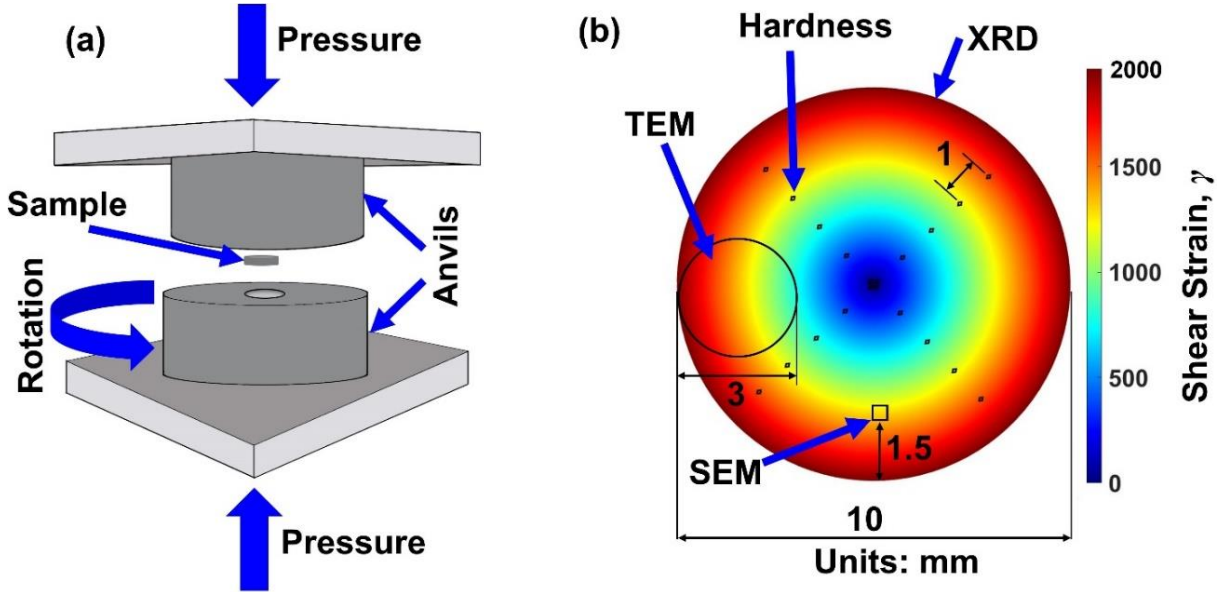 (a)
Pressure
Sample
Anvils
Rotation
Pressure
(b)
Hardness
XRD
TEM
1
3
SEM
1.5
10
Units: mm
2000
1500
1000
500
0
Shear Strain, γ